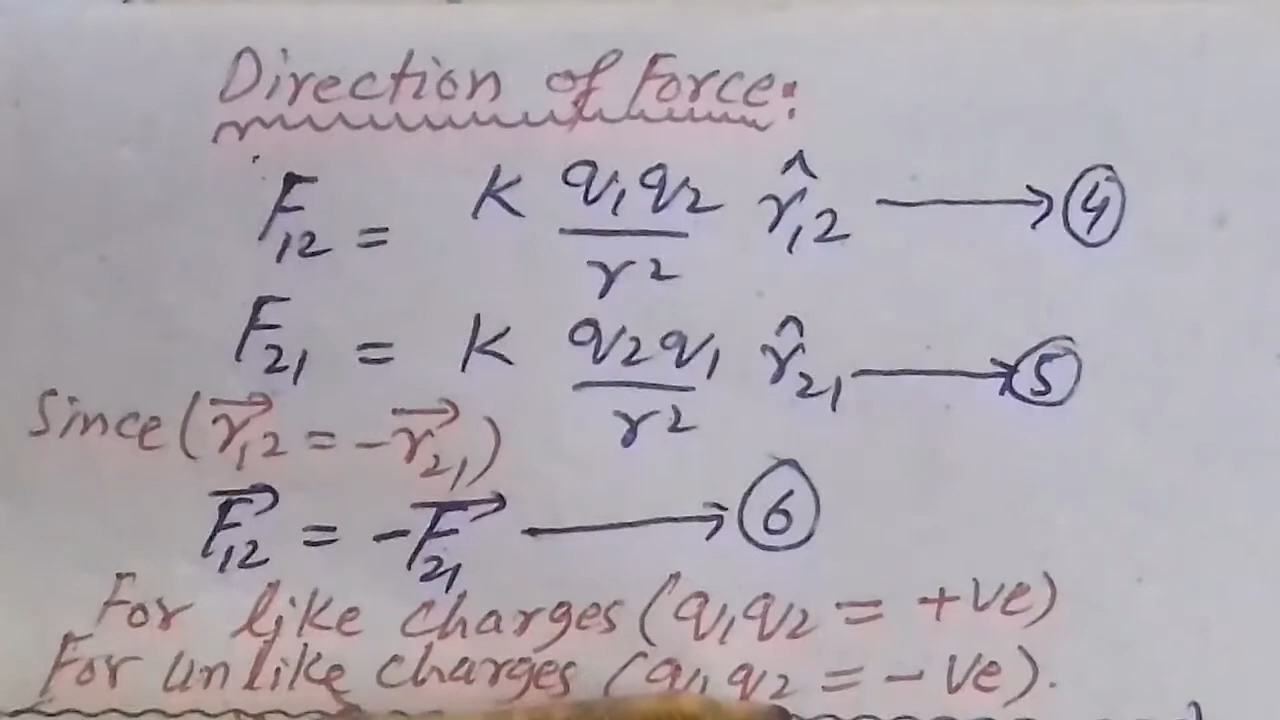 Direction of Force:
F12 = K q1q2/r² r̂12 ⟶ ④
F21 = K q2q1/r² r̂21 ⟶ ⑤
Since (r⃗12 = -r⃗21)
F⃗12 = -F⃗21 ⟶ ⑥
For like charges (q1q2 = +ve)
For unlike charges (q1q2 = -ve).